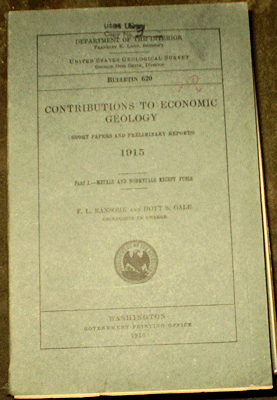 DEPARTMENT OF THE INTERIOR
FRANKLIN K. LANE, Secretary
UNITED STATES GEOLOGICAL SURVEY
GEORGE OTIS SMITH, Director
BULLETIN 620
CONTRIBUTIONS TO ECONOMIC
GEOLOGY
SHORT PAPERS AND PRELIMINARY REPORTS
1915
PART I.—METALS AND NONMETALS EXCEPT FUELS
F. L. RANSOME AND HOYT S. GALE
GEOLOGISTS IN CHARGE
WASHINGTON
GOVERNMENT PRINTING OFFICE
1916